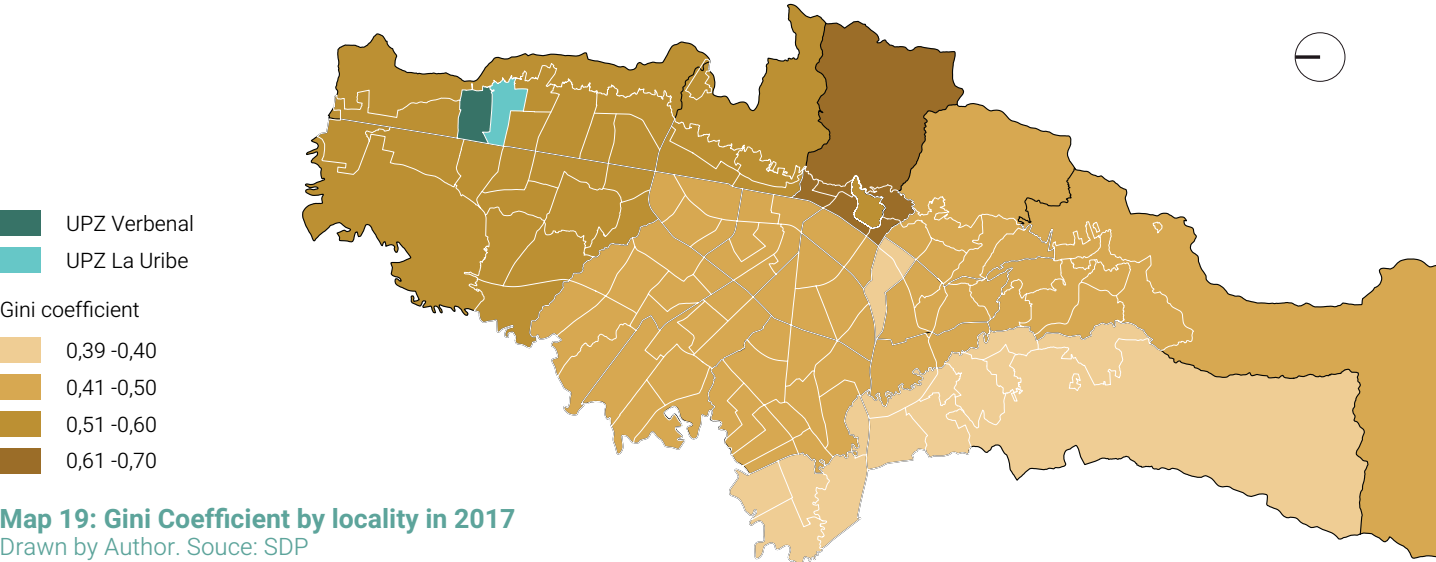 UPZ Verbenal
UPZ La Uribe
Gini coefficient
0,39 -0,40
0,41 -0,50
0,51 -0,60
0,61 -0,70
Map 19: Gini Coefficient by locality in 2017
Drawn by Author. Souce: SDP